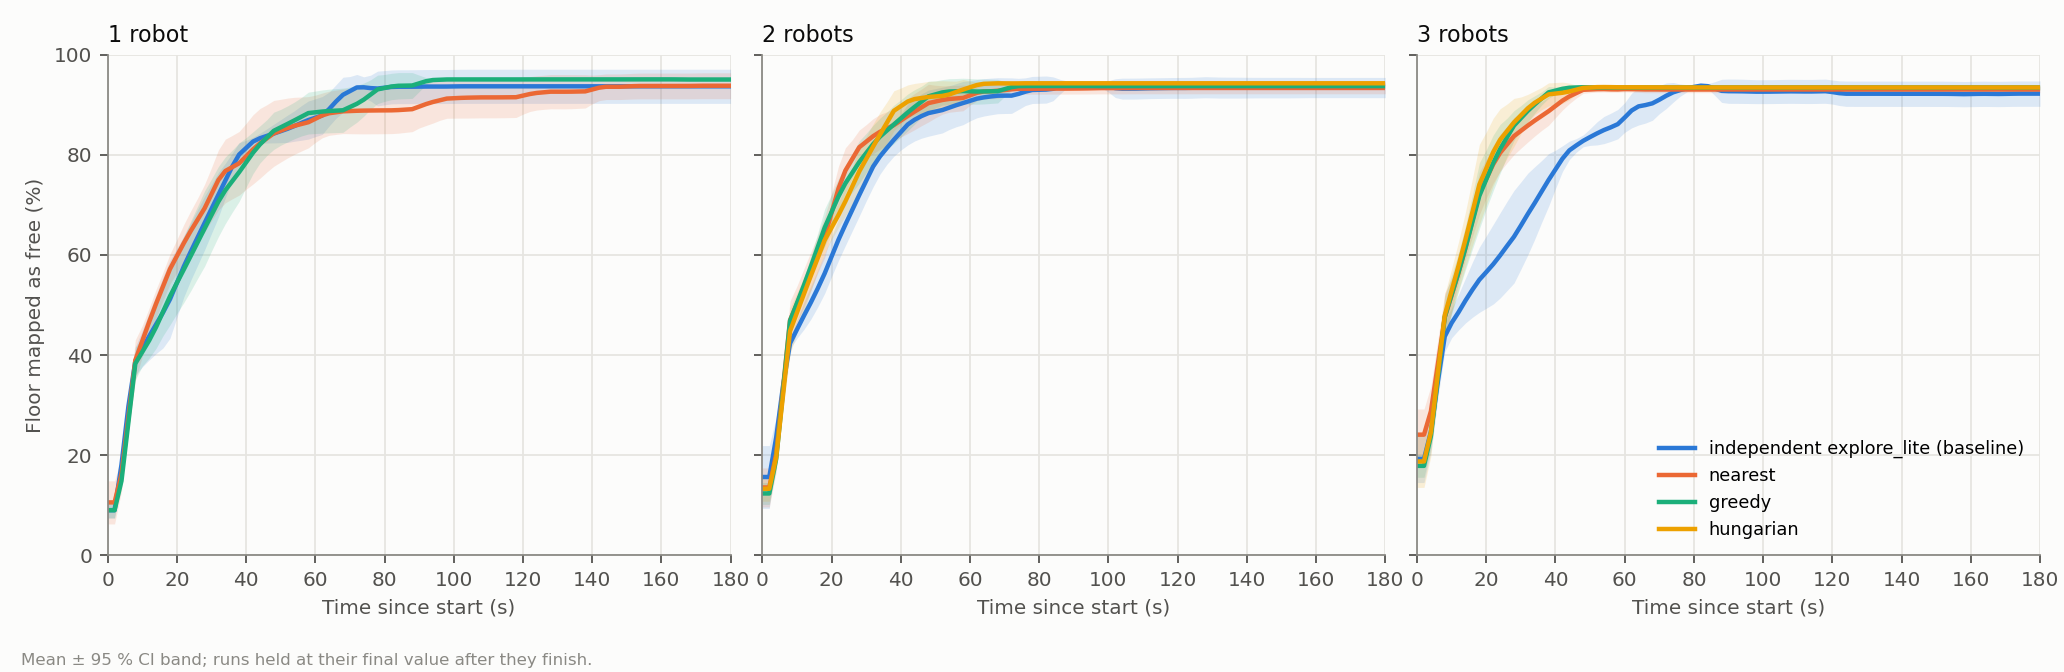 1 robot
2 robots
3 robots
Floor mapped as free (%)
100
80
60
40
20
0
0 20 40 60 80 100 120 140 160 180
0 20 40 60 80 100 120 140 160 180
0 20 40 60 80 100 120 140 160 180
Time since start (s)
Time since start (s)
Time since start (s)
independent explore_lite (baseline)
nearest
greedy
hungarian
Mean ± 95 % CI band; runs held at their final value after they finish.